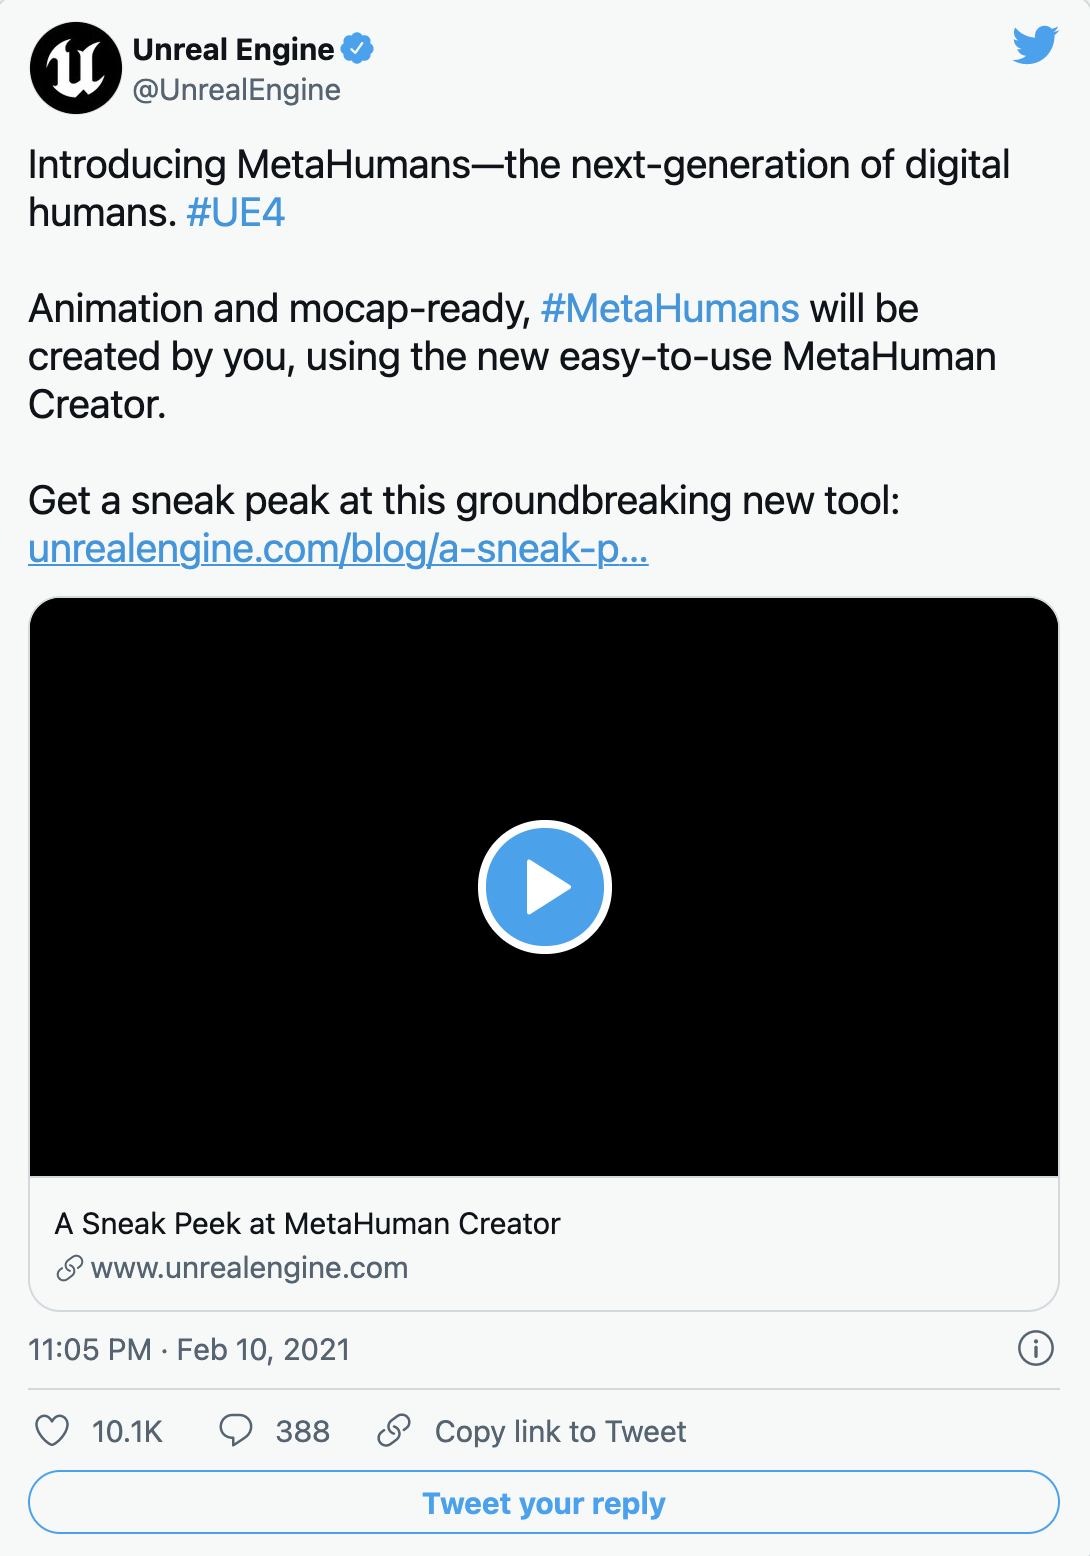 Unreal Engine
@UnrealEngine
Introducing MetaHumans—the next-generation of digital
humans. #UE4
Animation and mocap-ready, #MetaHumans will be
created by you, using the new easy-to-use MetaHuman
Creator.
Get a sneak peak at this groundbreaking new tool:
unrealengine.com/blog/a-sneak-p...
A Sneak Peek at MetaHuman Creator
www.unrealengine.com
11:05 PM · Feb 10, 2021
10.1K 388 Copy link to Tweet
Tweet your reply